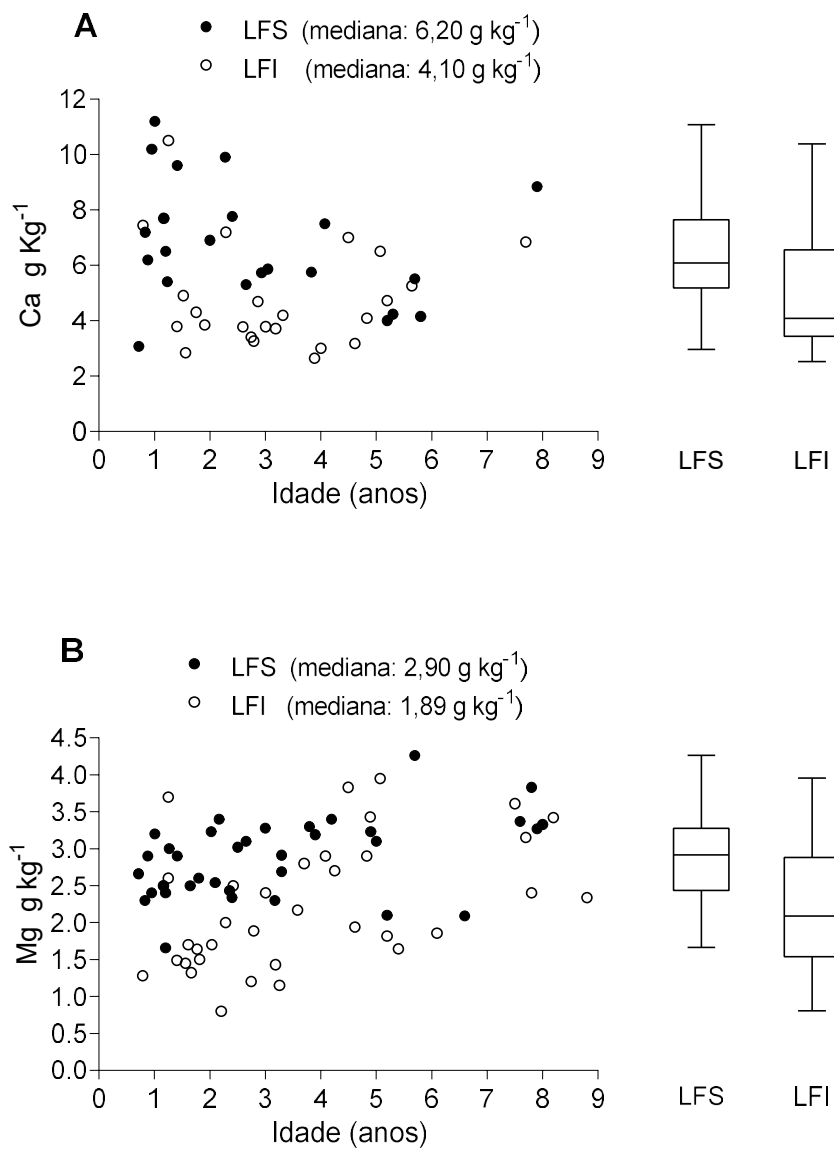 A
LFS (mediana: 6,20 g kg-1)
LFI (mediana: 4,10 g kg-1)
Ca g Kg-1
12
10
8
6
4
2
0
0 1 2 3 4 5 6 7 8 9
Idade (anos)
LFS LFI
B
LFS (mediana: 2,90 g kg-1)
LFI (mediana: 1,89 g kg-1)
Mg g kg-1
4.5
4.0
3.5
3.0
2.5
2.0
1.5
1.0
0.5
0.0
0 1 2 3 4 5 6 7 8 9
Idade (anos)
LFS LFI